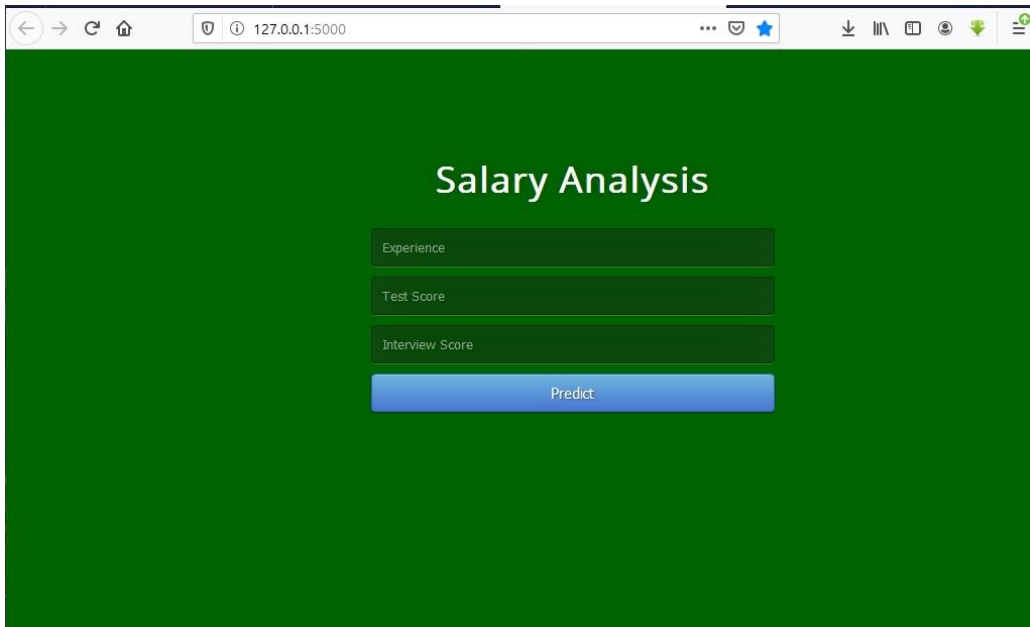 127.0.0.1:5000
Salary Analysis
Experience
Test Score
Interview Score
Predict